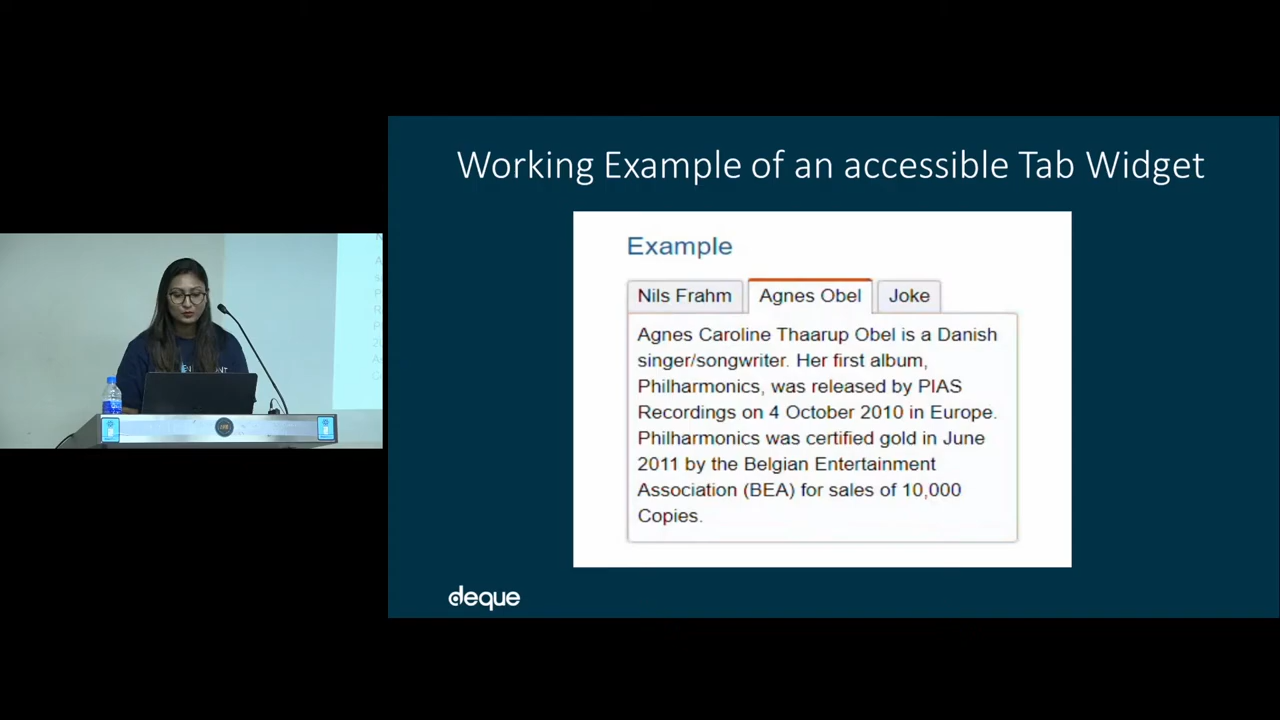 Working Example of an accessible Tab Widget
Example
Nils Frahm Agnes Obel Joke
Agnes Caroline Thaarup Obel is a Danish
singer/songwriter. Her first album,
Philharmonics, was released by PIAS
Recordings on 4 October 2010 in Europe.
Philharmonics was certified gold in June
2011 by the Belgian Entertainment
Association (BEA) for sales of 10,000
Copies.
deque